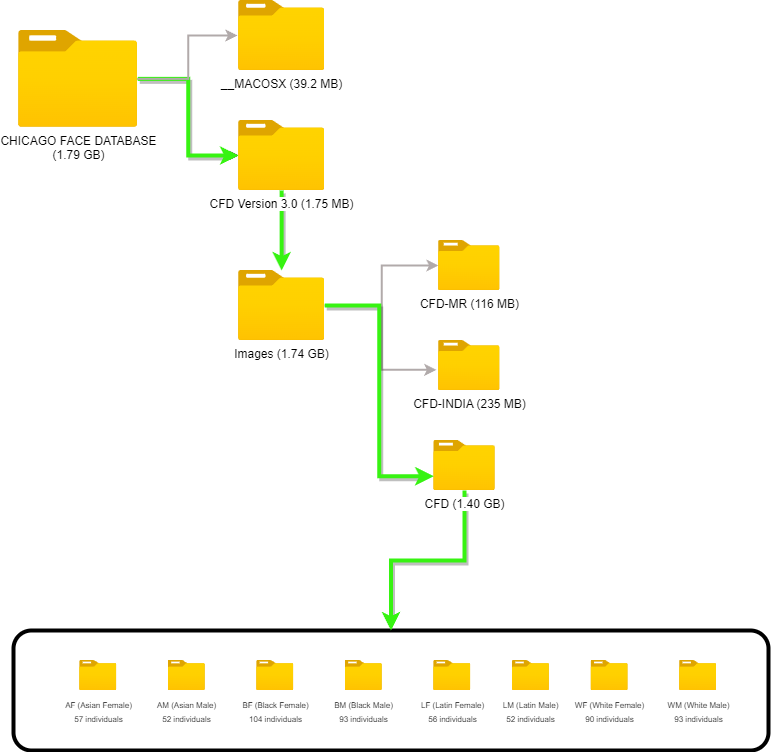 __MACOSX (39.2 MB)
CHICAGO FACE DATABASE
(1.79 GB)
CFD Version 3.0 (1.75 MB)
CFD-MR (116 MB)
Images (1.74 GB)
CFD-INDIA (235 MB)
CFD (1.40 GB)
AF (Asian Female)
57 individuals
AM (Asian Male)
52 individuals
BF (Black Female)
104 individuals
BM (Black Male)
93 individuals
LF (Latin Female)
56 individuals
LM (Latin Male)
52 individuals
WF (White Female)
90 individuals
WM (White Male)
93 individuals